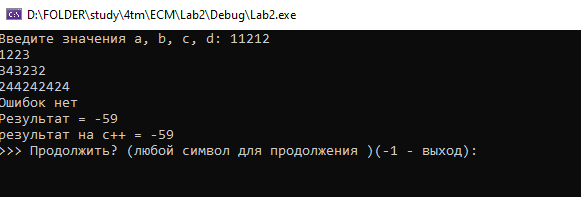 D:\FOLDER\study\4tm\ECM\Lab2\Debug\Lab2.exe
Введите значения a, b, c, d: 11212
1223
343232
244242424
Ошибок нет
Результат = -59
результат на c++ = -59
>>> Продолжить? (любой символ для продолжения )(-1 - выход):